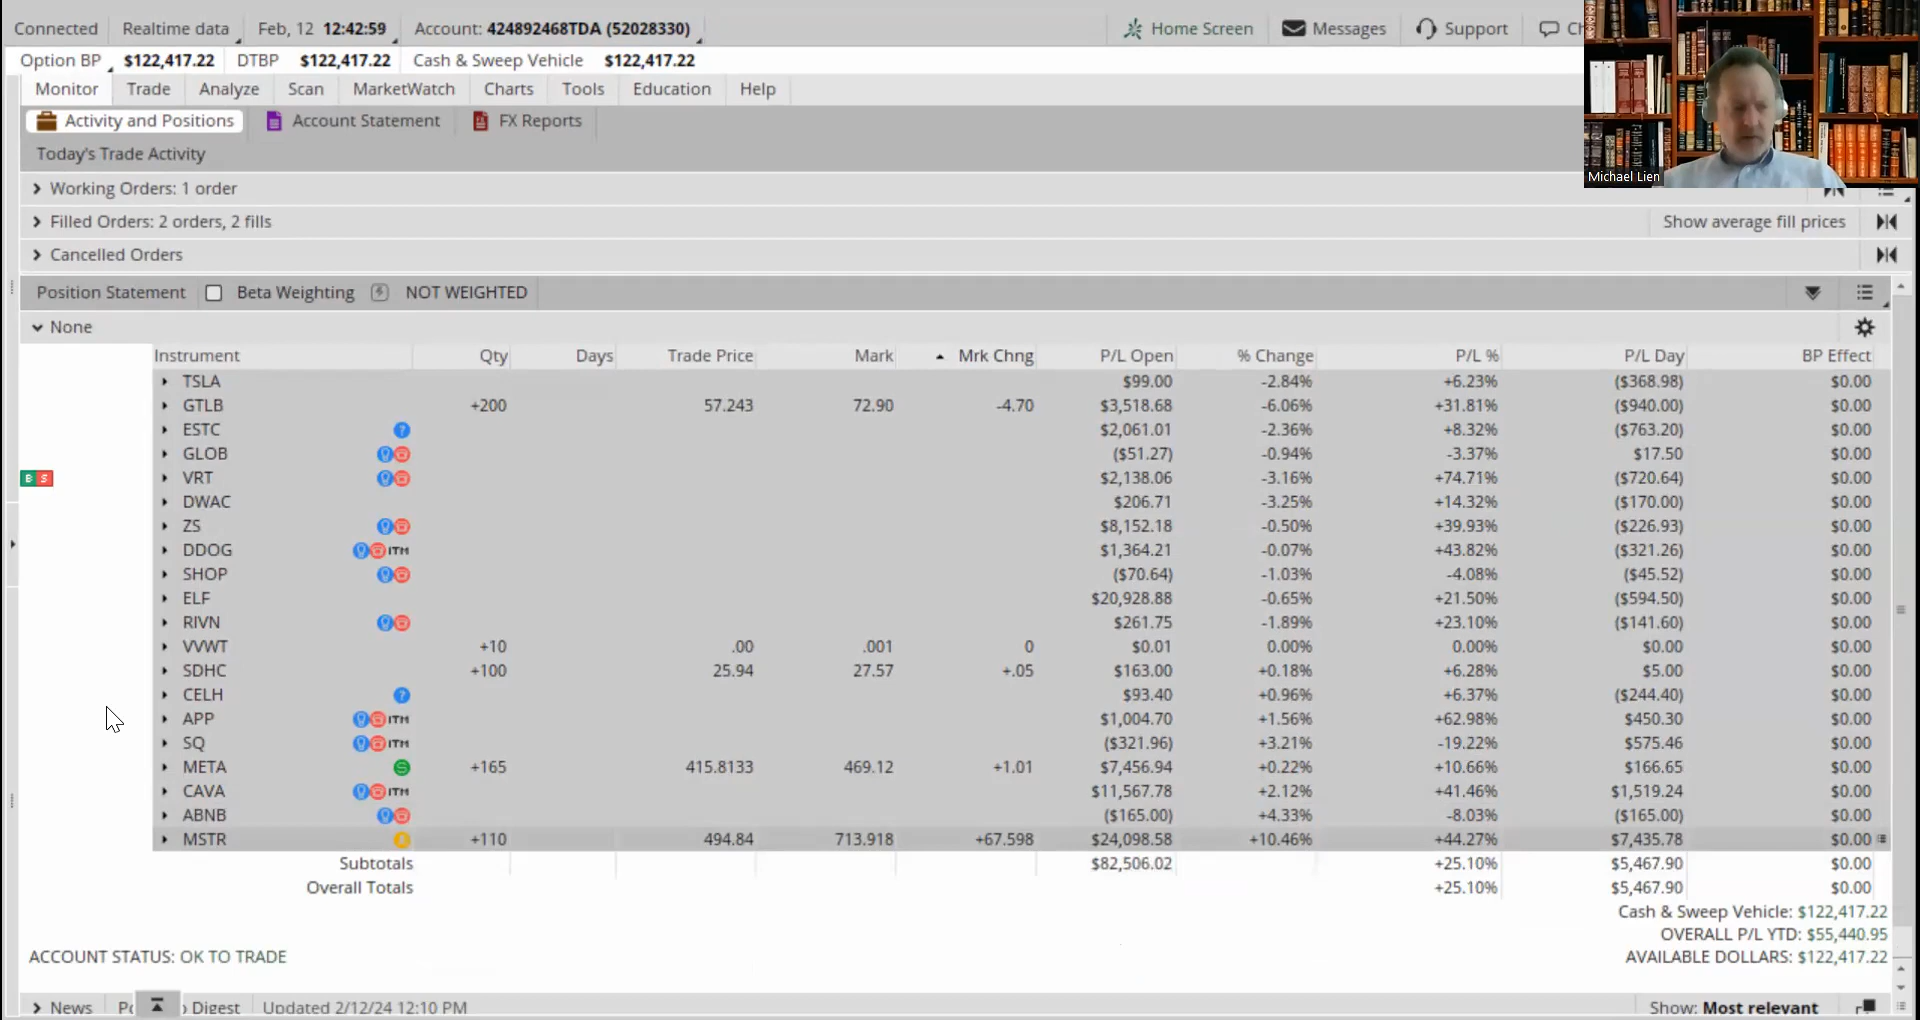 Connected Realtime data Feb, 12 12:42:59 Account: 424892468TDA (52028330) Home Screen Messages Support
Option BP $122,417.22 DTBP $122,417.22 Cash & Sweep Vehicle $122,417.22
Monitor Trade Analyze Scan MarketWatch Charts Tools Education Help
Activity and Positions Account Statement FX Reports
Today's Trade Activity
Michael Lien
Working Orders: 1 order
Filled Orders: 2 orders, 2 fills Show average fill prices
Cancelled Orders
Position Statement Beta Weighting NOT WEIGHTED
None
Instrument Qty Days Trade Price Mark Mrk Chng P/L Open % Change P/L % P/L Day BP Effect
TSLA $99.00 -2.84% +6.23% ($368.98) $0.00
GTLB +200 57.243 72.90 -4.70 $3,518.68 -6.06% +31.81% ($940.00) $0.00
ESTC ? $2,061.01 -2.36% +8.32% ($763.20) $0.00
GLOB ($51.27) -0.94% -3.37% $17.50 $0.00
B S VRT $2,138.06 -3.16% +74.71% ($720.64) $0.00
DWAC $206.71 -3.25% +14.32% ($170.00) $0.00
ZS $8,152.18 -0.50% +39.93% ($226.93) $0.00
DDOG ITM $1,364.21 -0.07% +43.82% ($321.26) $0.00
SHOP ($70.64) -1.03% -4.08% ($45.52) $0.00
ELF $20,928.88 -0.65% +21.50% ($594.50) $0.00
RIVN $261.75 -1.89% +23.10% ($141.60) $0.00
VVWT +10 .00 .001 0 $0.01 0.00% 0.00% $0.00 $0.00
SDHC +100 25.94 27.57 +.05 $163.00 +0.18% +6.28% $5.00 $0.00
CELH ? $93.40 +0.96% +6.37% ($244.40) $0.00
APP ITM $1,004.70 +1.56% +62.98% $450.30 $0.00
SQ ITM ($321.96) +3.21% -19.22% $575.46 $0.00
META +165 415.8133 469.12 +1.01 $7,456.94 +0.22% +10.66% $166.65 $0.00
CAVA ITM $11,567.78 +2.12% +41.46% $1,519.24 $0.00
ABNB ($165.00) +4.33% -8.03% ($165.00) $0.00
MSTR +110 494.84 713.918 +67.598 $24,098.58 +10.46% +44.27% $7,435.78 $0.00
Subtotals $82,506.02 +25.10% $5,467.90 $0.00
Overall Totals +25.10% $5,467.90 $0.00
Cash & Sweep Vehicle: $122,417.22
OVERALL P/L YTD: $55,440.95
ACCOUNT STATUS: OK TO TRADE AVAILABLE DOLLARS: $122,417.22
News Digest Updated 2/12/24 12:10 PM Show: Most relevant